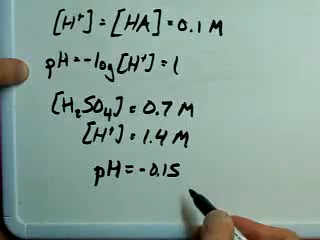 [H⁺] = [HA] = 0.1 M
pH = -log[H⁺] = 1
[H₂SO₄] = 0.7 M
[H⁺] = 1.4 M
pH = -0.15